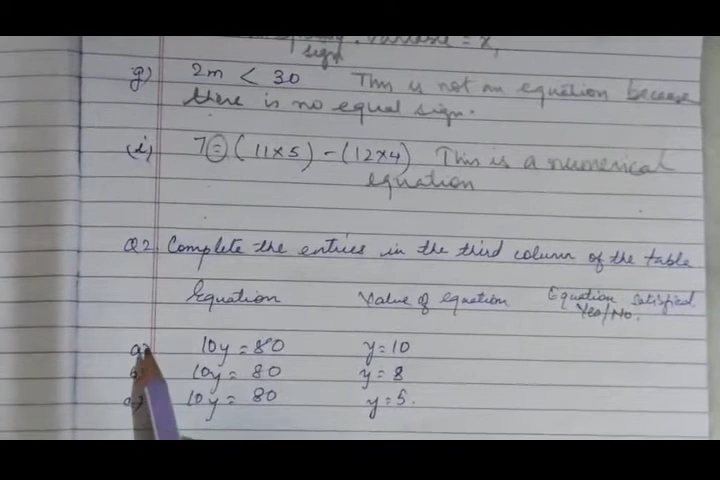 sign
g) 2m < 30 This is not an equation because
there is no equal sign.
(i) 7 = (11×5) - (12×4) This is a numerical
equation
Q2. Complete the entries in the third column of the table
Equation Value of equation Equation satisfied
Yes/No.
a) 10y = 80 y = 10
b. 10y = 80 y = 8
c) 10y = 80 y = 5.